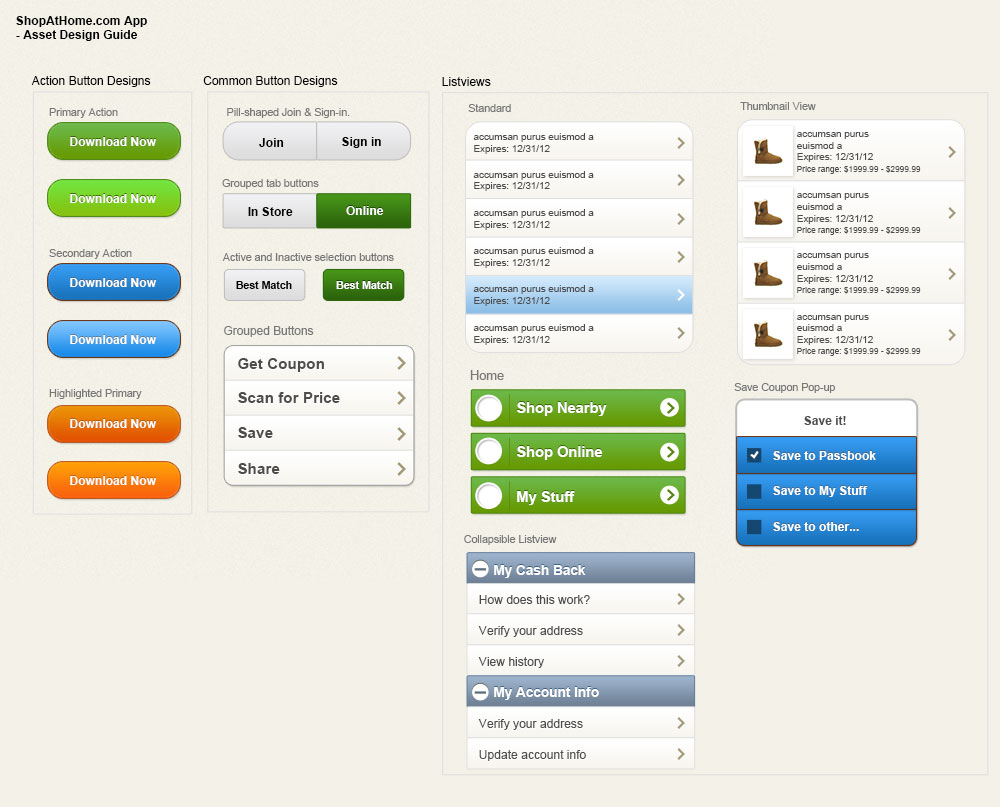 ShopAtHome.com App
- Asset Design Guide
Action Button Designs
Primary Action
Download Now
Download Now
Secondary Action
Download Now
Download Now
Highlighted Primary
Download Now
Download Now
Common Button Designs
Pill-shaped Join & Sign-in.
Join Sign in
Grouped tab buttons
In Store Online
Active and Inactive selection buttons
Best Match Best Match
Grouped Buttons
Get Coupon
Scan for Price
Save
Share
Listviews
Standard
accumsan purus euismod a
Expires: 12/31/12
accumsan purus euismod a
Expires: 12/31/12
accumsan purus euismod a
Expires: 12/31/12
accumsan purus euismod a
Expires: 12/31/12
accumsan purus euismod a
Expires: 12/31/12
accumsan purus euismod a
Expires: 12/31/12
Home
Shop Nearby
Shop Online
My Stuff
Collapsible Listview
My Cash Back
How does this work?
Verify your address
View history
My Account Info
Verify your address
Update account info
Thumbnail View
accumsan purus
euismod a
Expires: 12/31/12
Price range: $1999.99 - $2999.99
accumsan purus
euismod a
Expires: 12/31/12
Price range: $1999.99 - $2999.99
accumsan purus
euismod a
Expires: 12/31/12
Price range: $1999.99 - $2999.99
accumsan purus
euismod a
Expires: 12/31/12
Price range: $1999.99 - $2999.99
Save Coupon Pop-up
Save it!
Save to Passbook
Save to My Stuff
Save to other...